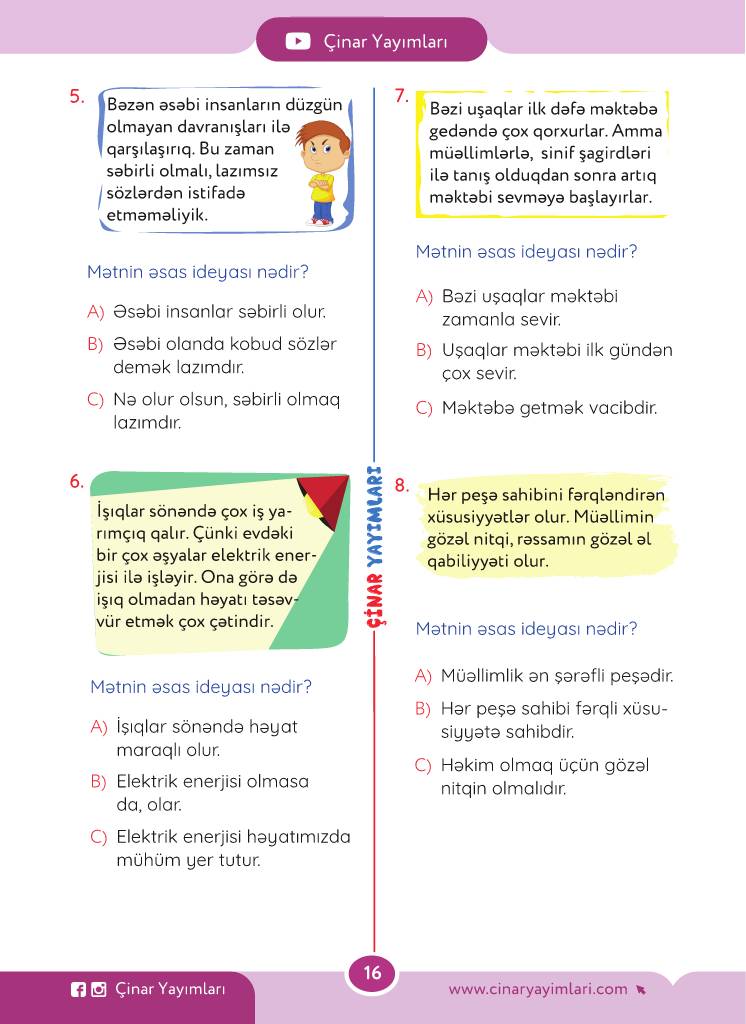 Çinar Yayımları
5.
Bəzən əsəbi insanların düzgün
olmayan davranışları ilə
qarşılaşırıq. Bu zaman
səbirli olmalı, lazımsız
sözlərdən istifadə
etməməliyik.
Mətnin əsas ideyası nədir?
A) Əsəbi insanlar səbirli olur.
B) Əsəbi olanda kobud sözlər
demək lazımdır.
C) Nə olur olsun, səbirli olmaq
lazımdır.
6.
İşıqlar sönəndə çox iş ya-
rımçıq qalır. Çünki evdəki
bir çox əşyalar elektrik ener-
jisi ilə işləyir. Ona görə də
işıq olmadan həyatı təsəv-
vür etmək çox çətindir.
Mətnin əsas ideyası nədir?
A) İşıqlar sönəndə həyat
maraqlı olur.
B) Elektrik enerjisi olmasa
da, olar.
C) Elektrik enerjisi həyatımızda
mühüm yer tutur.
ÇİNAR YAYIMLARI
7.
Bəzi uşaqlar ilk dəfə məktəbə
gedəndə çox qorxurlar. Amma
müəllimlərlə, sinif şagirdləri
ilə tanış olduqdan sonra artıq
məktəbi sevməyə başlayırlar.
Mətnin əsas ideyası nədir?
A) Bəzi uşaqlar məktəbi
zamanla sevir.
B) Uşaqlar məktəbi ilk gündən
çox sevir.
C) Məktəbə getmək vacibdir.
8.
Hər peşə sahibini fərqləndirən
xüsusiyyətlər olur. Müəllimin
gözəl nitqi, rəssamın gözəl əl
qabiliyyəti olur.
Mətnin əsas ideyası nədir?
A) Müəllimlik ən şərəfli peşədir.
B) Hər peşə sahibi fərqli xüsu-
siyyətə sahibdir.
C) Həkim olmaq üçün gözəl
nitqin olmalıdır.
Çinar Yayımları
16
www.cinaryayimlari.com